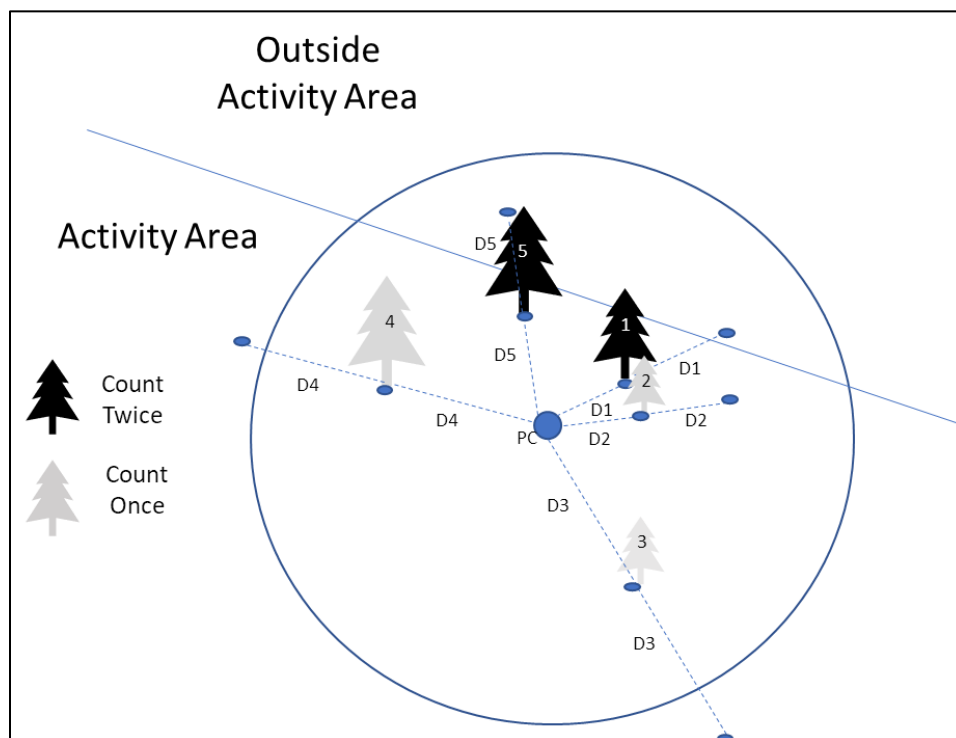 Outside
Activity Area
Activity Area
D5
5
4
1
2
D5
D1
D4
D4
D1
D2
D2
PC
Count
Twice
Count
Once
D3
3
D3